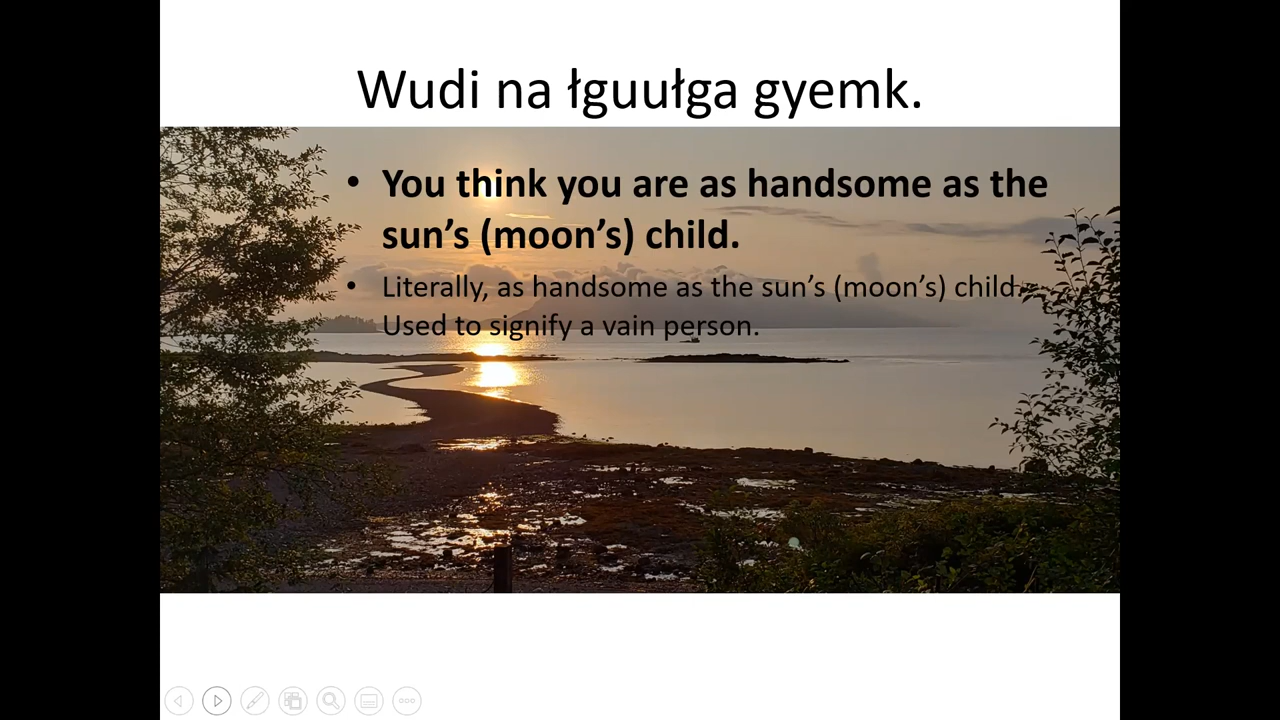 Wudi na łguułga gyemk.
• You think you are as handsome as the
sun’s (moon’s) child.
• Literally, as handsome as the sun’s (moon’s) child.
Used to signify a vain person.